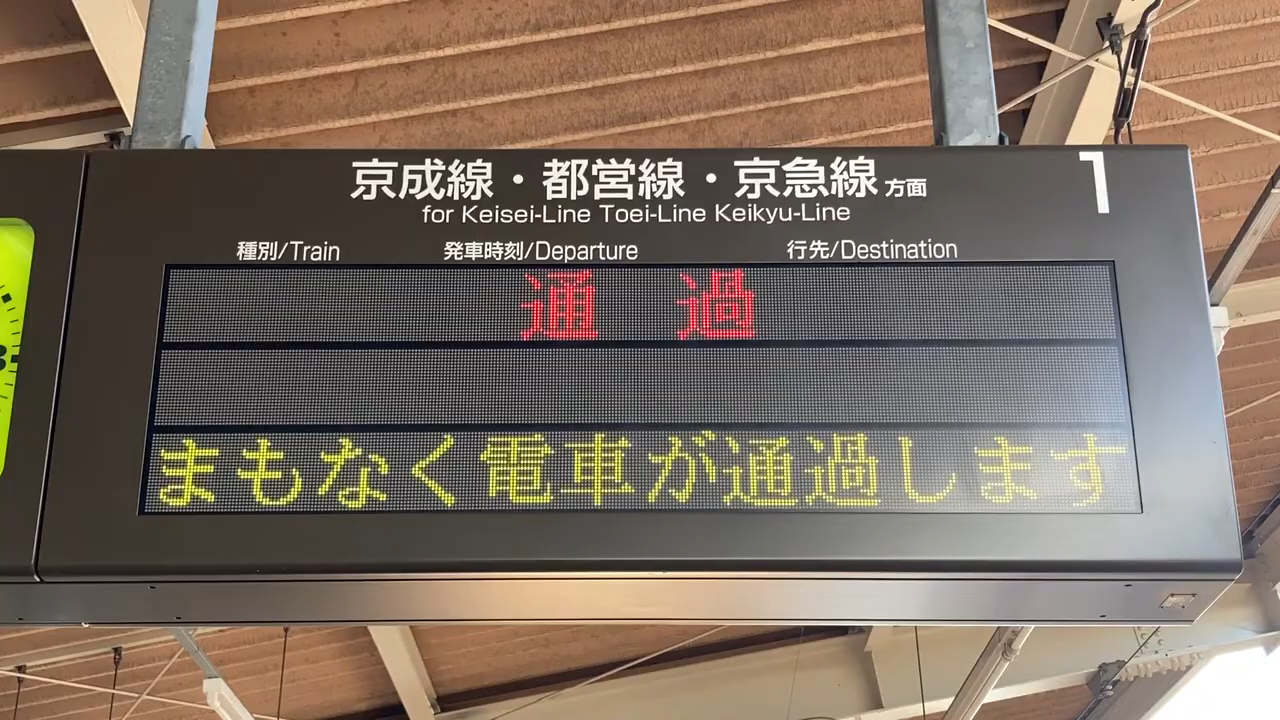 京成線・都営線・京急線 方面 1
for Keisei-Line Toei-Line Keikyu-Line
種別/Train 発車時刻/Departure 行先/Destination
通 過
まもなく電車が通過します